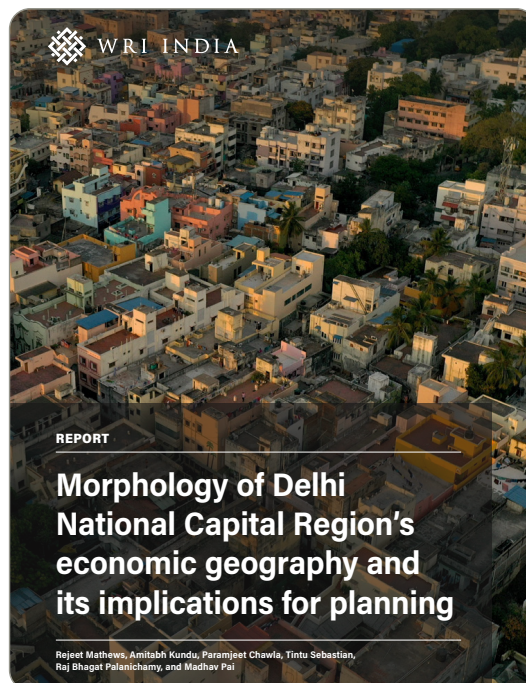 WRI INDIA
REPORT
Morphology of Delhi
National Capital Region's
economic geography and
its implications for planning
Rejeet Mathews, Amitabh Kundu, Paramjeet Chawla, Tintu Sebastian,
Raj Bhagat Palanichamy, and Madhav Pai